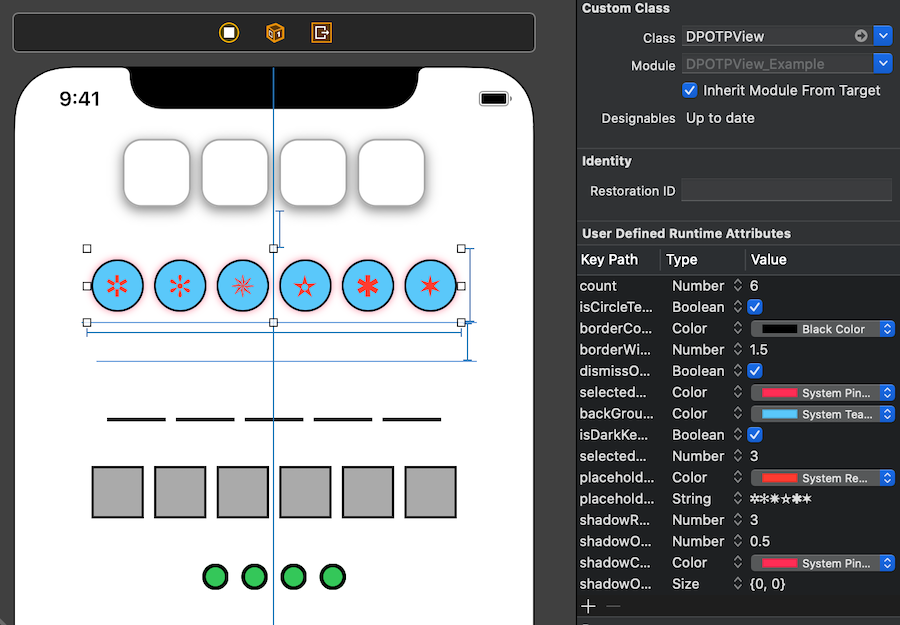 Custom Class
Class DPOTPView
Module DPOTPView_Example
Inherit Module From Target
Designables Up to date
Identity
Restoration ID
User Defined Runtime Attributes
Key Path Type Value
count Number 6
isCircleTe... Boolean
borderCo... Color Black Color
borderWi... Number 1.5
dismissO... Boolean
selected... Color System Pin...
backGrou... Color System Tea...
isDarkKe... Boolean
selected... Number 3
placehold... Color System Re...
placehold... String ✲✻✳☆✱✶
shadowR... Number 3
shadowO... Number 0.5
shadowC... Color System Pin...
shadowO... Size {0, 0}
9:41